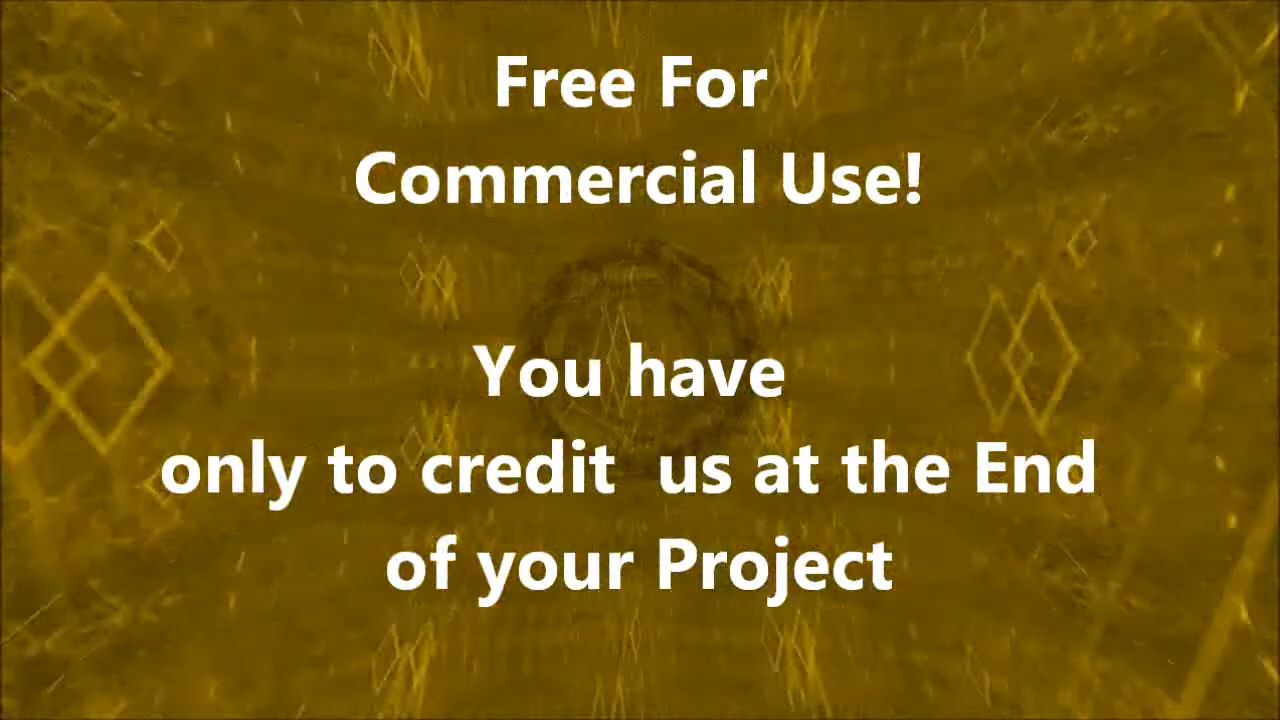 Free For
Commercial Use!
You have
only to credit  us at the End
of your Project